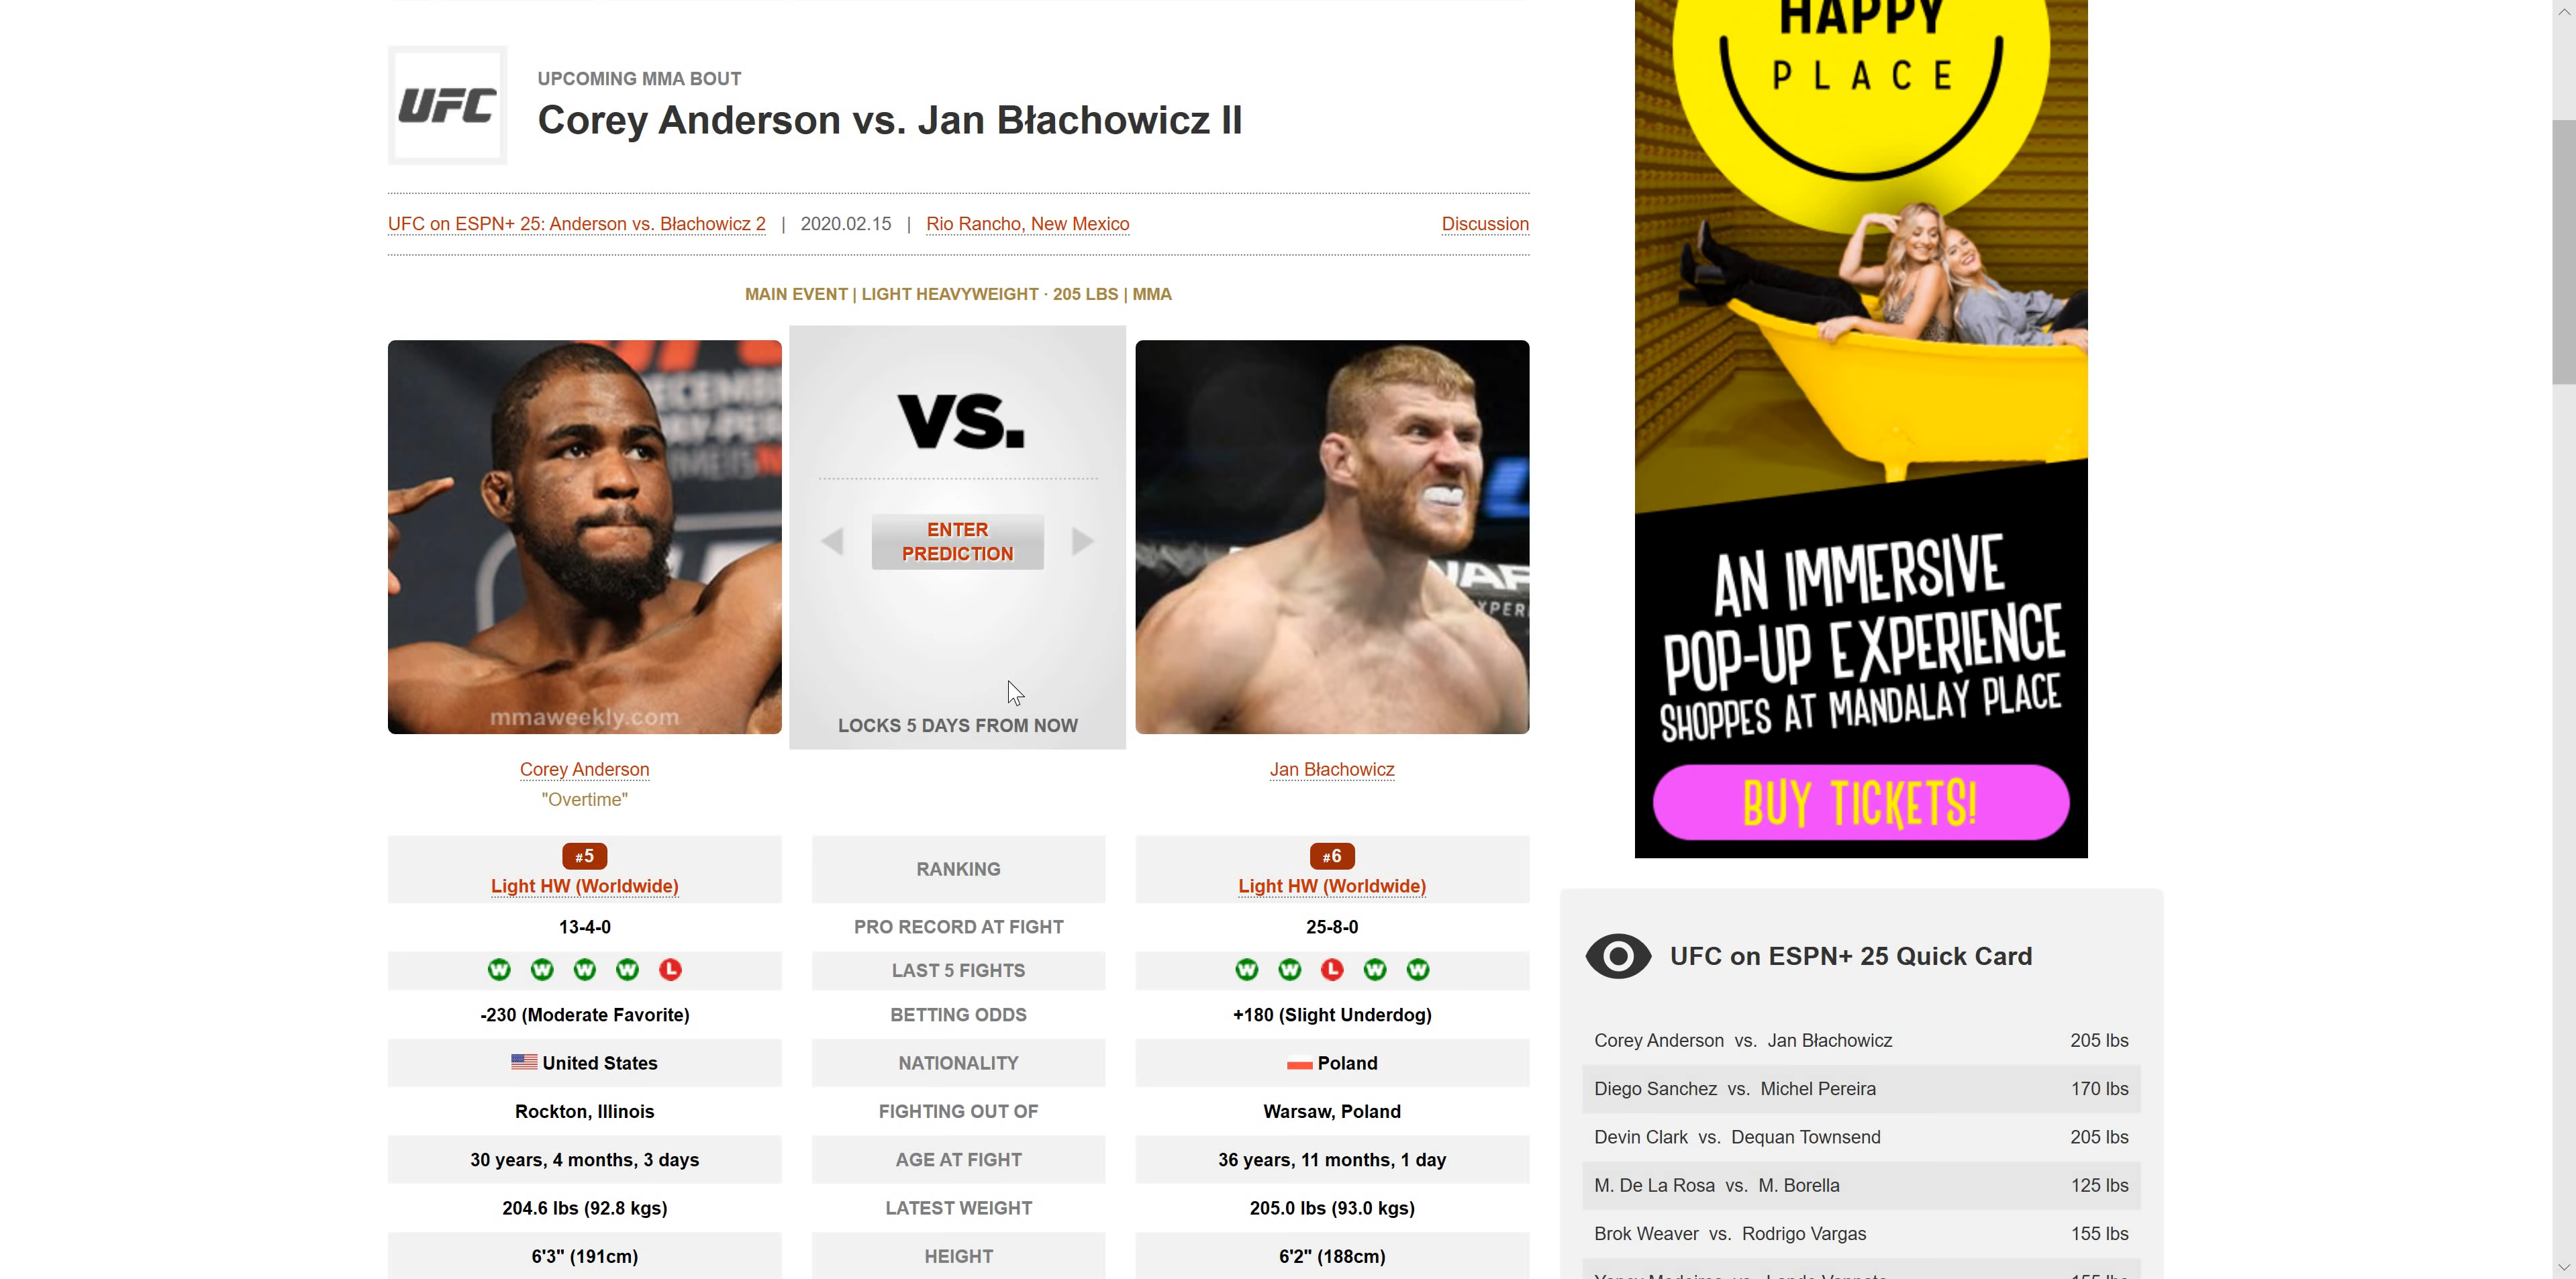 UFC
UPCOMING MMA BOUT
Corey Anderson vs. Jan Błachowicz II
UFC on ESPN+ 25: Anderson vs. Błachowicz 2 | 2020.02.15 | Rio Rancho, New Mexico
Discussion
MAIN EVENT | LIGHT HEAVYWEIGHT · 205 LBS | MMA
mmaweekly.com
VS.
ENTER
PREDICTION
LOCKS 5 DAYS FROM NOW
Corey Anderson
"Overtime"
Jan Błachowicz
#5
Light HW (Worldwide)
RANKING
#6
Light HW (Worldwide)
13-4-0 PRO RECORD AT FIGHT 25-8-0
W W W W L LAST 5 FIGHTS W W L W W
-230 (Moderate Favorite) BETTING ODDS +180 (Slight Underdog)
United States NATIONALITY Poland
Rockton, Illinois FIGHTING OUT OF Warsaw, Poland
30 years, 4 months, 3 days AGE AT FIGHT 36 years, 11 months, 1 day
204.6 lbs (92.8 kgs) LATEST WEIGHT 205.0 lbs (93.0 kgs)
6'3" (191cm) HEIGHT 6'2" (188cm)
HAPPY
PLACE
AN IMMERSIVE
POP-UP EXPERIENCE
SHOPPES AT MANDALAY PLACE
BUY TICKETS!
UFC on ESPN+ 25 Quick Card
Corey Anderson vs. Jan Błachowicz 205 lbs
Diego Sanchez vs. Michel Pereira 170 lbs
Devin Clark vs. Dequan Townsend 205 lbs
M. De La Rosa vs. M. Borella 125 lbs
Brok Weaver vs. Rodrigo Vargas 155 lbs